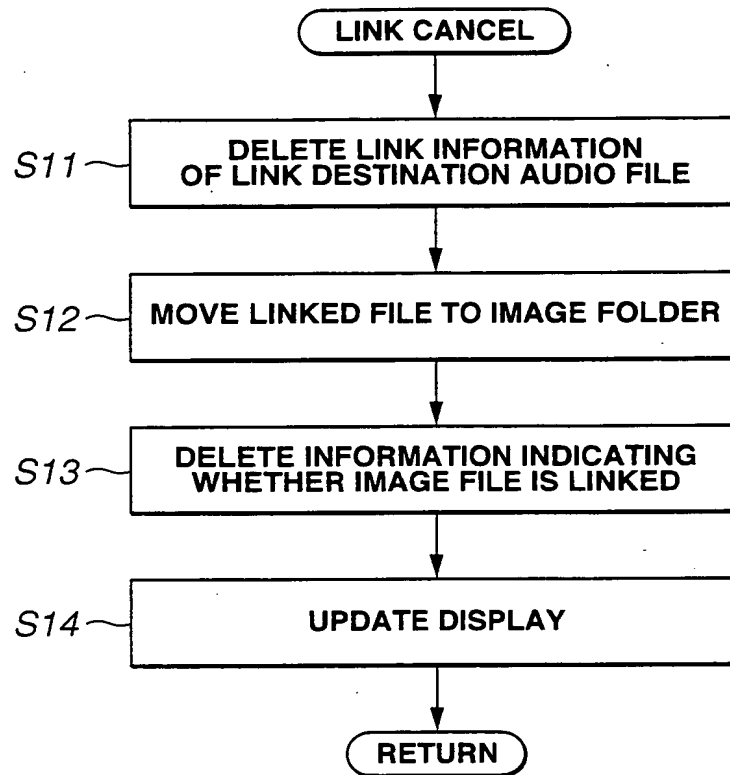 LINK CANCEL
S11
DELETE LINK INFORMATION
OF LINK DESTINATION AUDIO FILE
S12
MOVE LINKED FILE TO IMAGE FOLDER
S13
DELETE INFORMATION INDICATING
WHETHER IMAGE FILE IS LINKED
S14
UPDATE DISPLAY
RETURN